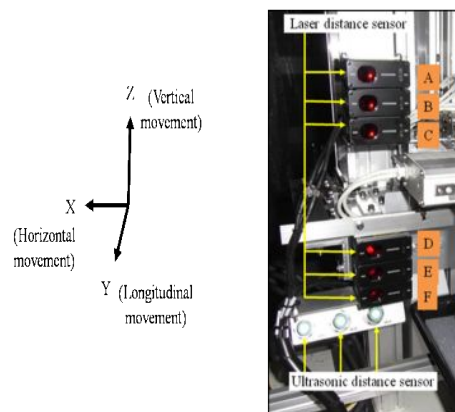 Z (Vertical
movement)
X
(Horizontal
movement)
Y (Longitudinal
movement)
Laser distance sensor
A
B
C
D
E
F
Ultrasonic distance sensor